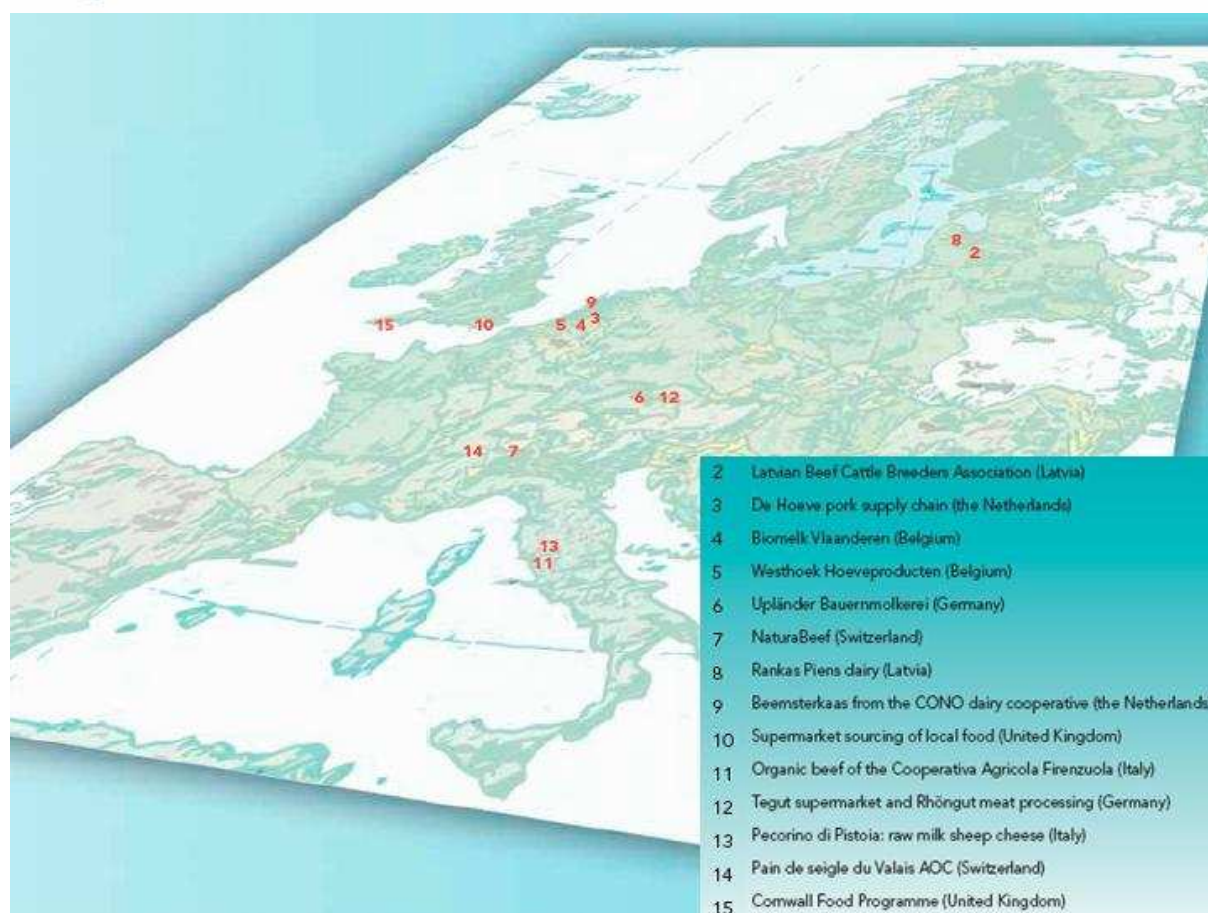 8
2
9
3
15
10
5
4
6
12
14
7
13
11
2 Latvian Beef Cattle Breeders Association (Latvia)
3 De Hoeve pork supply chain (the Netherlands)
4 Biomelk Vlaanderen (Belgium)
5 Westhoek Hoeveproducten (Belgium)
6 Upländer Bauernmolkerei (Germany)
7 NaturaBeef (Switzerland)
8 Rankas Piens dairy (Latvia)
9 Beemsterkaas from the CONO dairy cooperative (the Netherlands
10 Supermarket sourcing of local food (United Kingdom)
11 Organic beef of the Cooperativa Agricola Firenzuola (Italy)
12 Tegut supermarket and Rhöngut meat processing (Germany)
13 Pecorino di Pistoia: raw milk sheep cheese (Italy)
14 Pain de seigle du Valais AOC (Switzerland)
15 Cornwall Food Programme (United Kingdom)